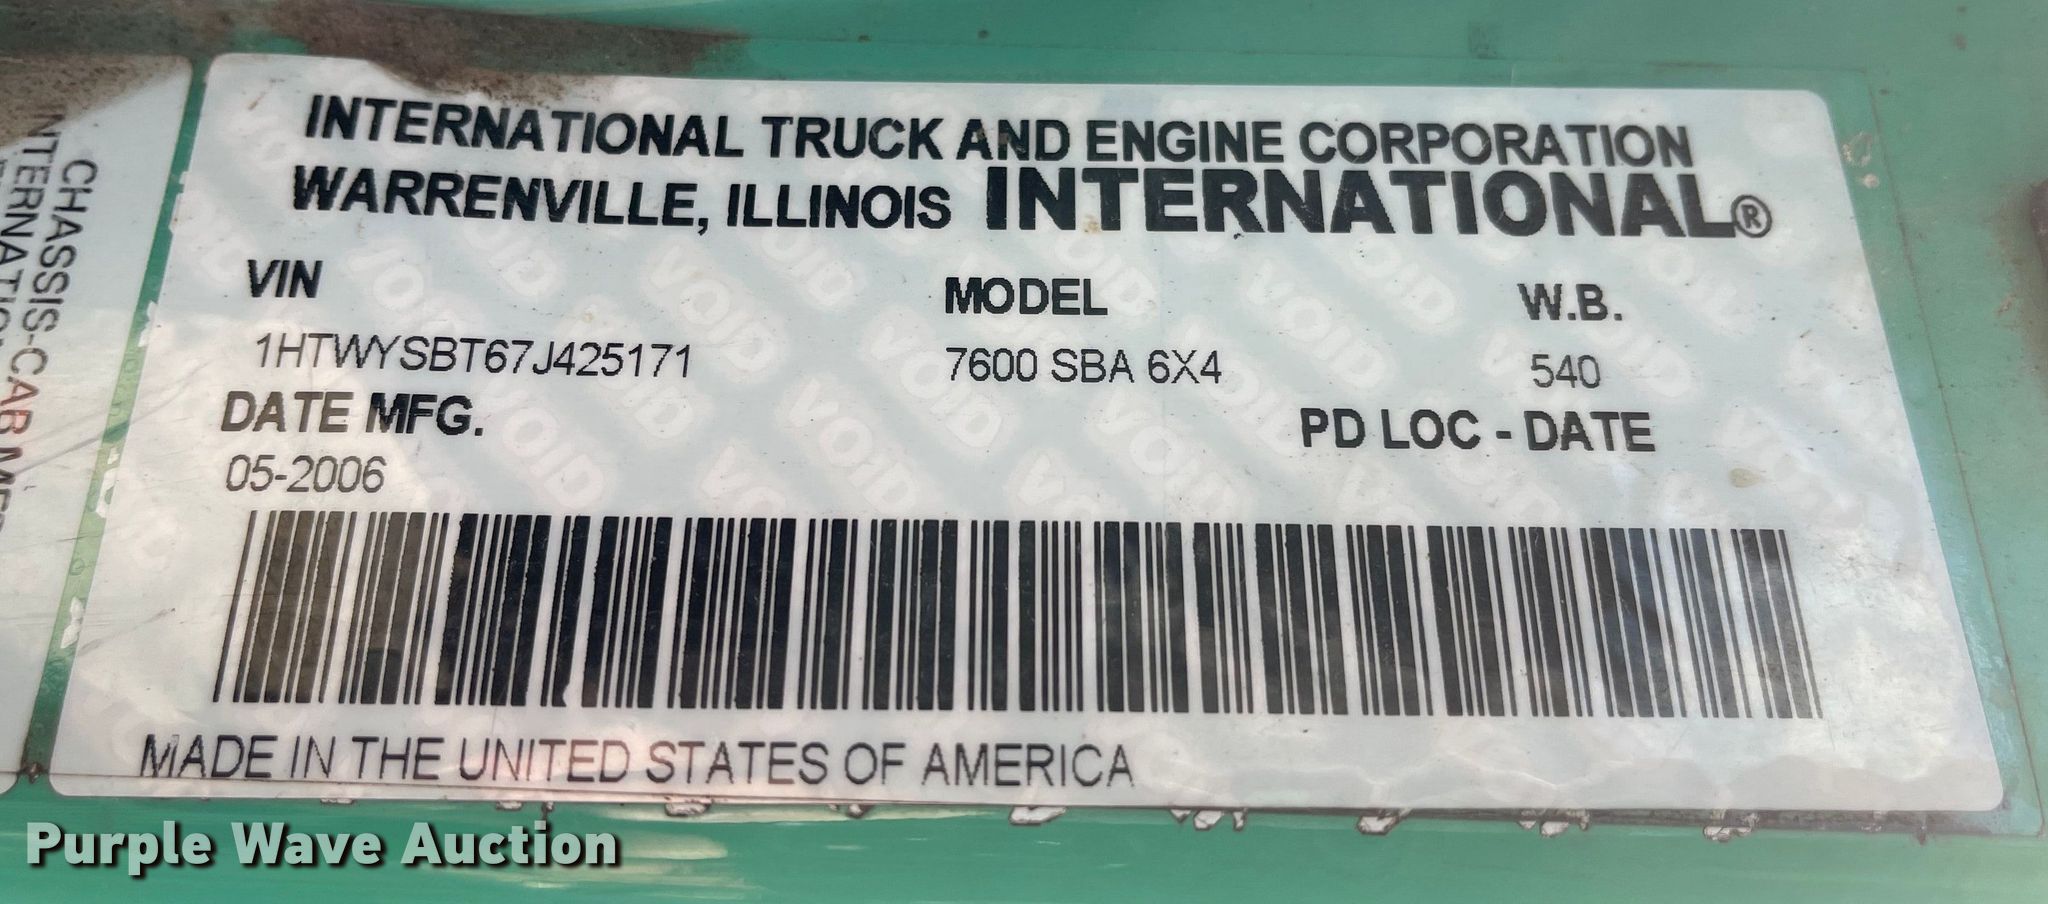 CHASSIS-CAB
INTERNATIONAL TRUCK AND ENGINE CORPORATION
WARRENVILLE, ILLINOIS INTERNATIONAL®
VIN MODEL W.B.
1HTWYSBT67J425171 7600 SBA 6X4 540
DATE MFG. PD LOC - DATE
05-2006
MADE IN THE UNITED STATES OF AMERICA
Purple Wave Auction